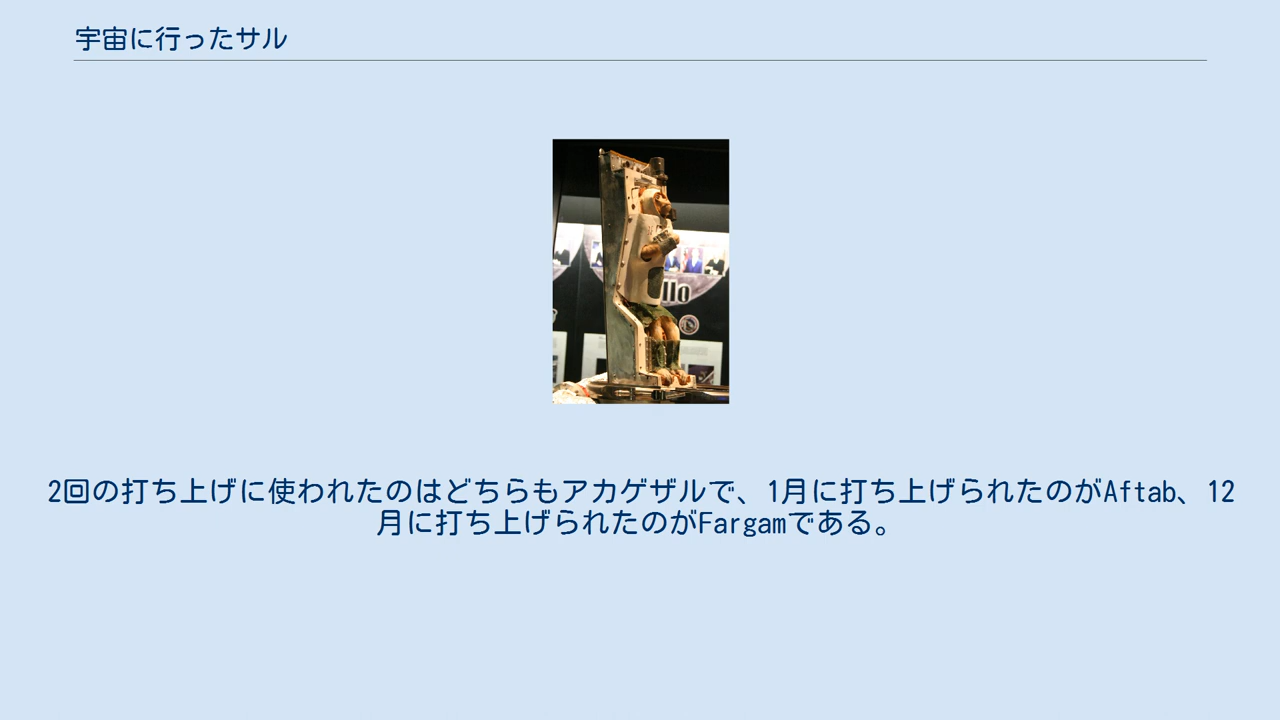 宇宙に行ったサル
llo
2回の打ち上げに使われたのはどちらもアカゲザルで、1月に打ち上げられたのがAftab、12
月に打ち上げられたのがFargamである。